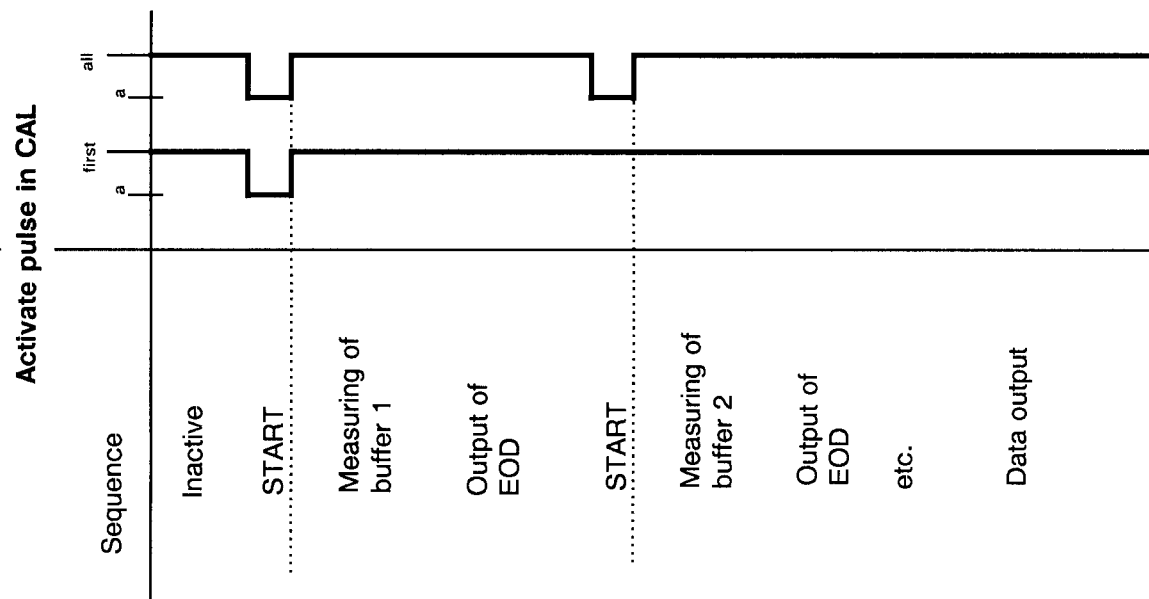 Activate pulse in CAL
all
a
first
a
Sequence
Inactive
START
Measuring of
buffer 1
Output of
EOD
START
Measuring of
buffer 2
Output of
EOD
etc.
Data output